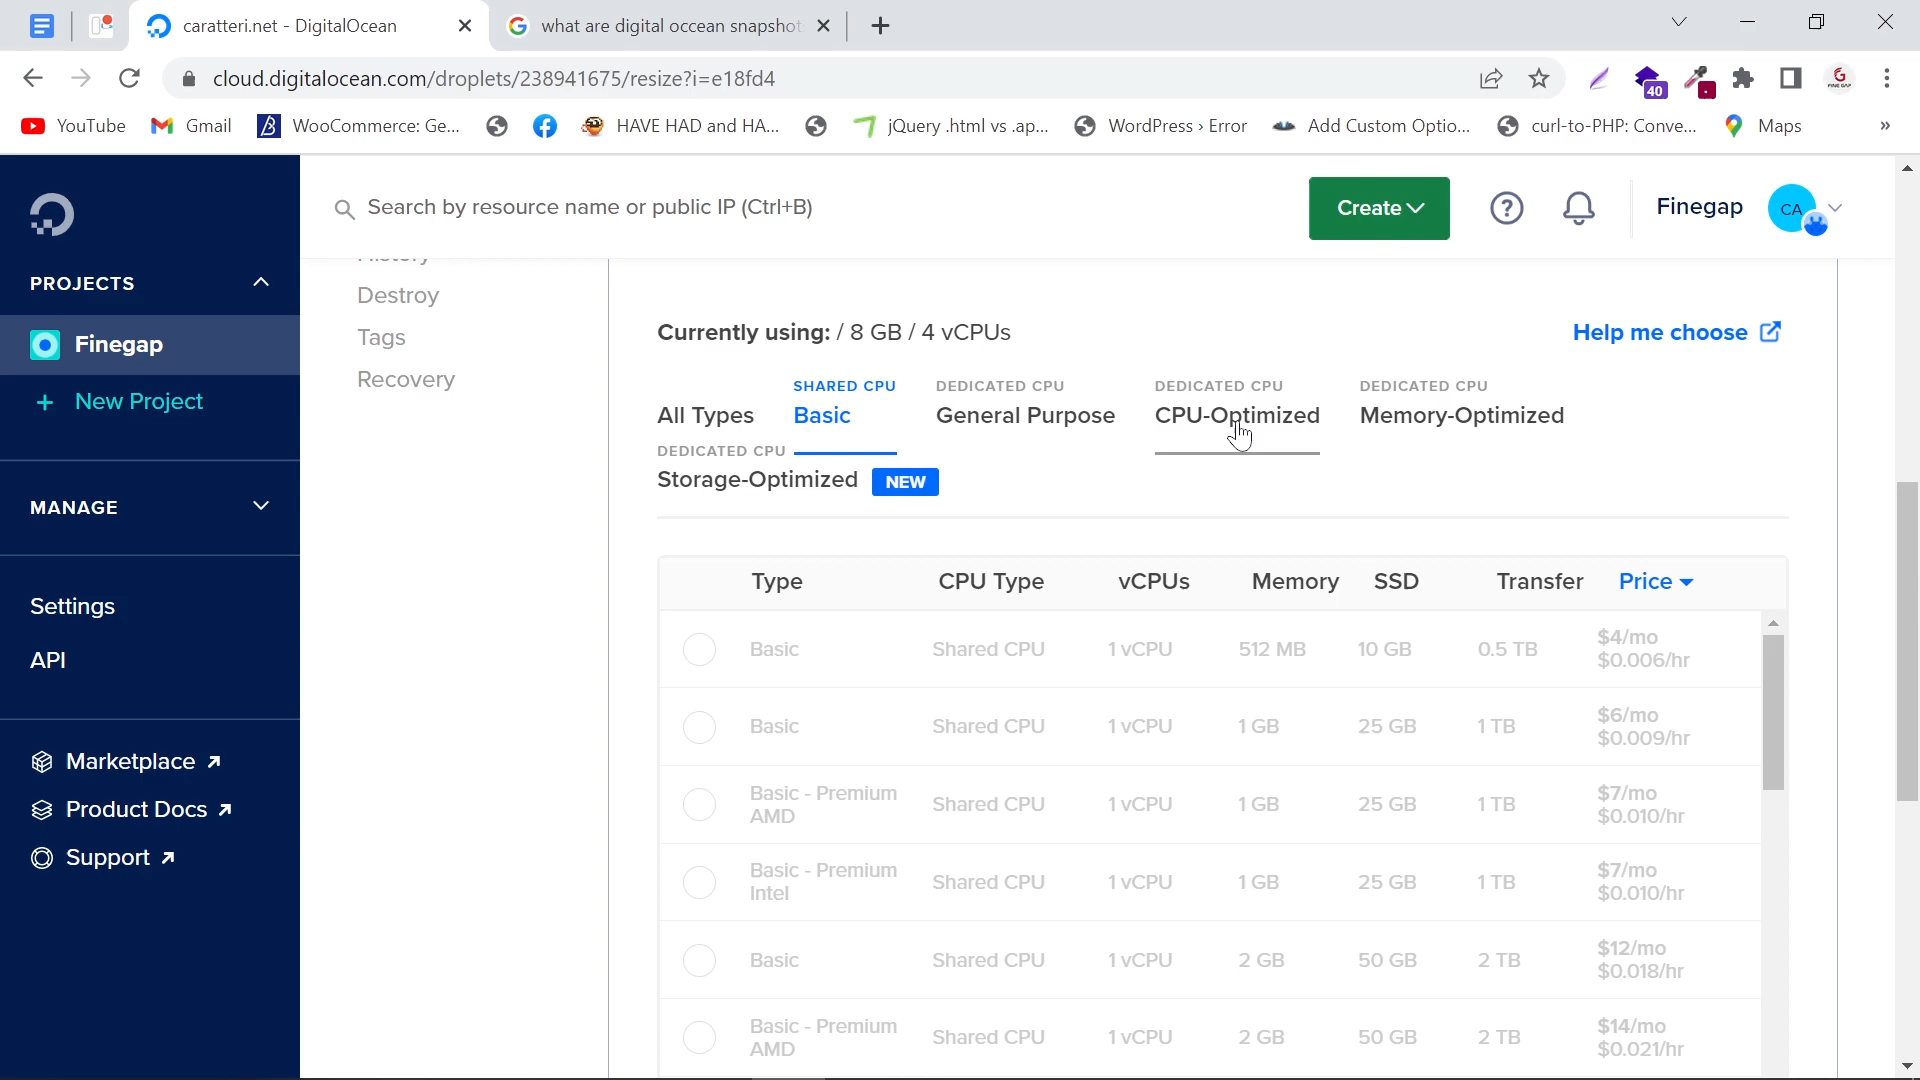 caratteri.net - DigitalOcean
what are digital occean snapshot
cloud.digitalocean.com/droplets/238941675/resize?i=e18fd4
40
YouTube
Gmail
WooCommerce: Ge...
HAVE HAD and HA...
jQuery .html vs .ap...
WordPress › Error
Add Custom Optio...
curl-to-PHP: Conve...
Maps
»
Search by resource name or public IP (Ctrl+B)
Create
Finegap
CA
PROJECTS
Finegap
+ New Project
MANAGE
Settings
API
Marketplace
Product Docs
Support
History
Destroy
Tags
Recovery
Currently using: / 8 GB / 4 vCPUs
Help me choose
All Types
SHARED CPU
Basic
DEDICATED CPU
General Purpose
DEDICATED CPU
CPU-Optimized
DEDICATED CPU
Memory-Optimized
DEDICATED CPU
Storage-Optimized NEW
Type CPU Type vCPUs Memory SSD Transfer Price
Basic Shared CPU 1 vCPU 512 MB 10 GB 0.5 TB $4/mo
$0.006/hr
Basic Shared CPU 1 vCPU 1 GB 25 GB 1 TB $6/mo
$0.009/hr
Basic - Premium
AMD
Shared CPU 1 vCPU 1 GB 25 GB 1 TB $7/mo
$0.010/hr
Basic - Premium
Intel
Shared CPU 1 vCPU 1 GB 25 GB 1 TB $7/mo
$0.010/hr
Basic Shared CPU 1 vCPU 2 GB 50 GB 2 TB $12/mo
$0.018/hr
Basic - Premium
AMD
Shared CPU 1 vCPU 2 GB 50 GB 2 TB $14/mo
$0.021/hr